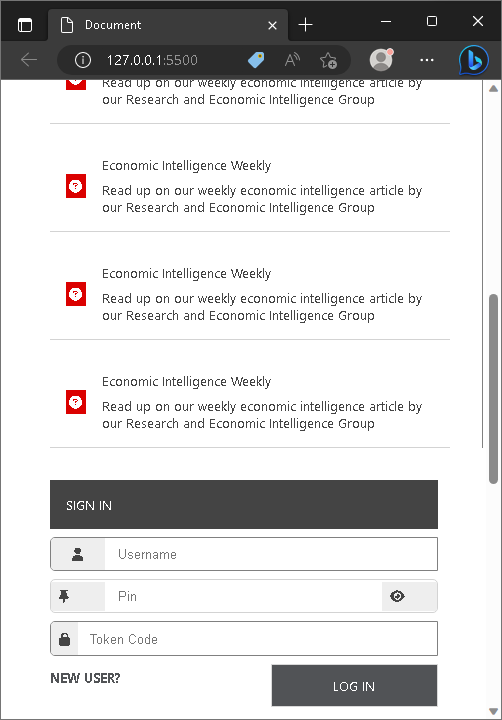 Document
127.0.0.1:5500
Read up on our weekly economic intelligence article by
our Research and Economic Intelligence Group
Economic Intelligence Weekly
Read up on our weekly economic intelligence article by
our Research and Economic Intelligence Group
Economic Intelligence Weekly
Read up on our weekly economic intelligence article by
our Research and Economic Intelligence Group
Economic Intelligence Weekly
Read up on our weekly economic intelligence article by
our Research and Economic Intelligence Group
SIGN IN
Username
Pin
Token Code
NEW USER?
LOG IN